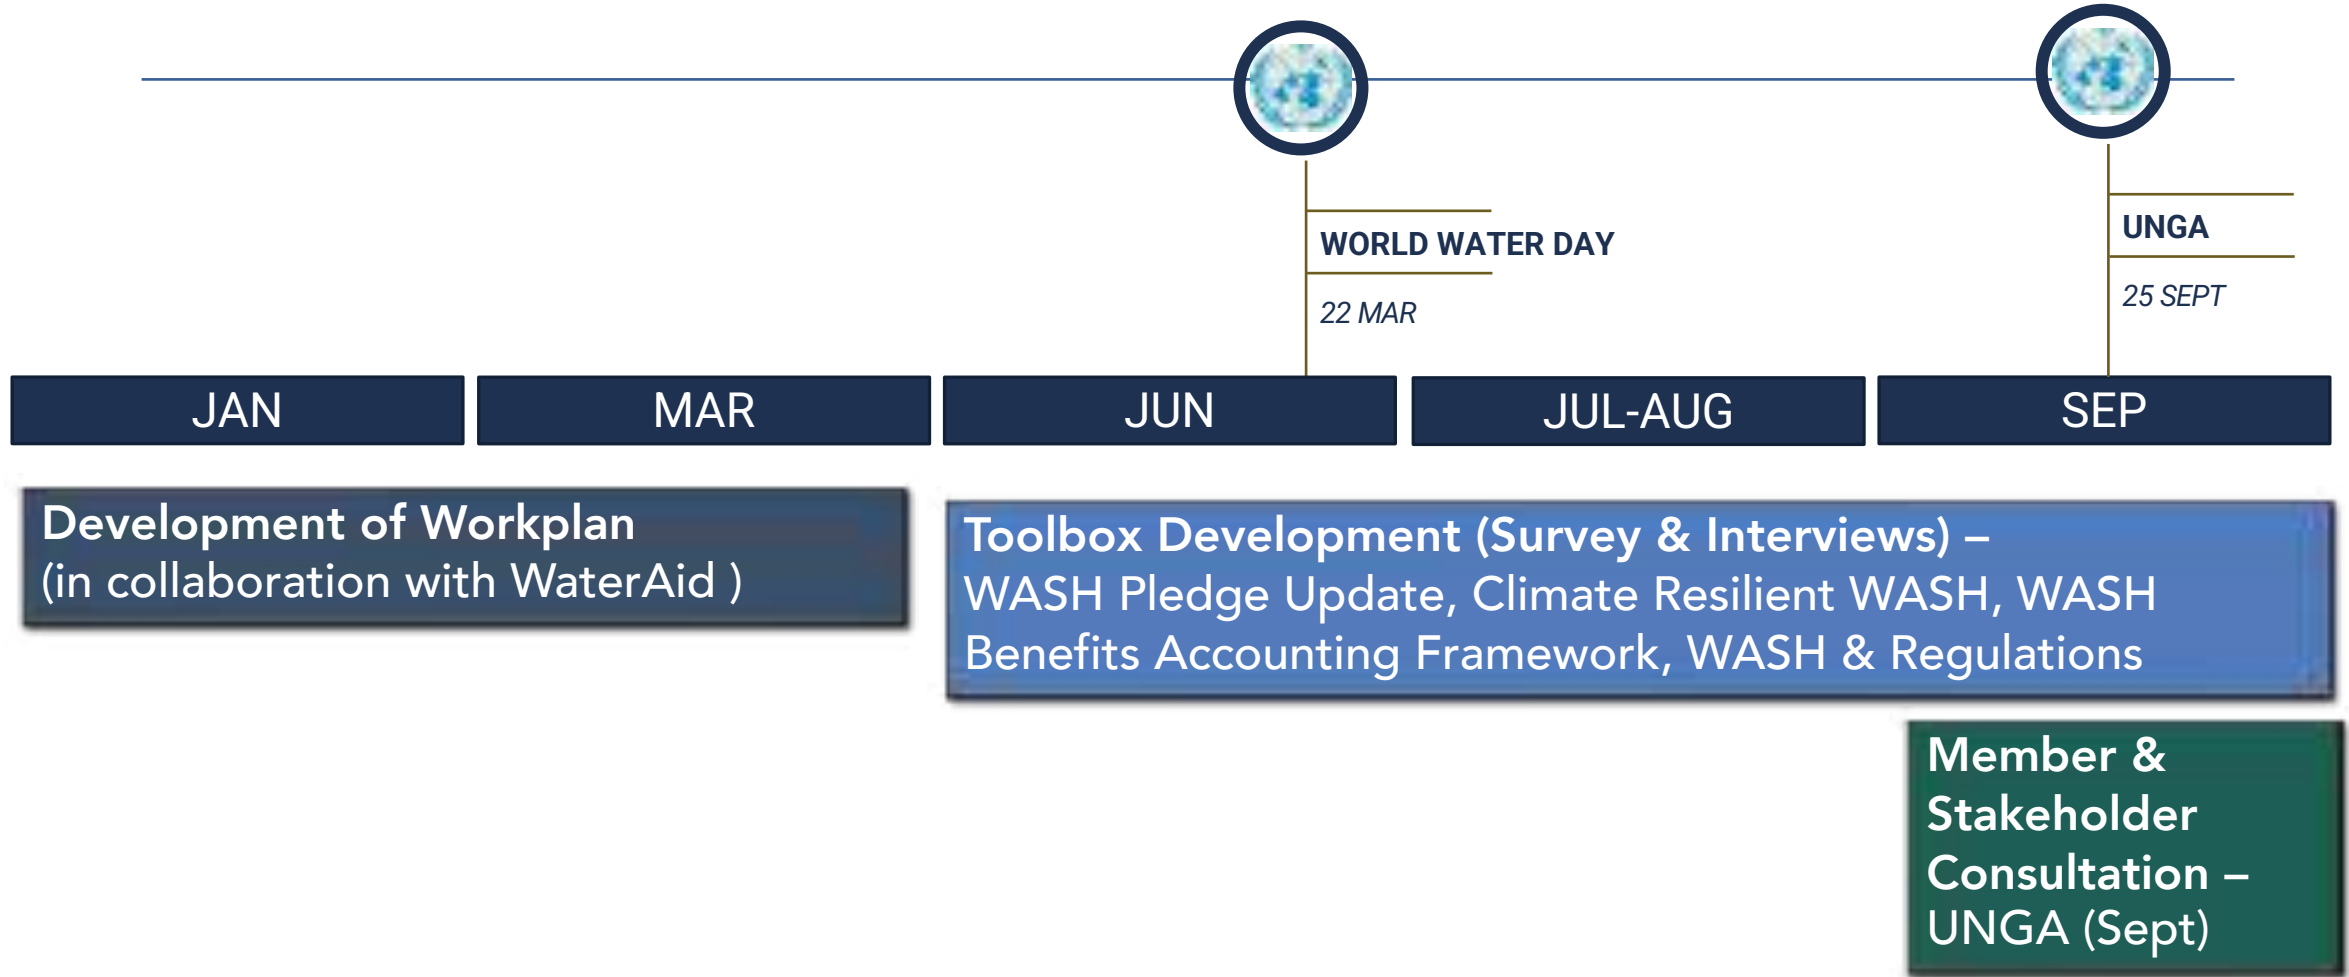 WORLD WATER DAY
22 MAR
UNGA
25 SEPT
JAN
MAR
JUN
JUL-AUG
SEP
Development of Workplan
(in collaboration with WaterAid )
Toolbox Development (Survey & Interviews) –
WASH Pledge Update, Climate Resilient WASH, WASH
Benefits Accounting Framework, WASH & Regulations
Member &
Stakeholder
Consultation –
UNGA (Sept)